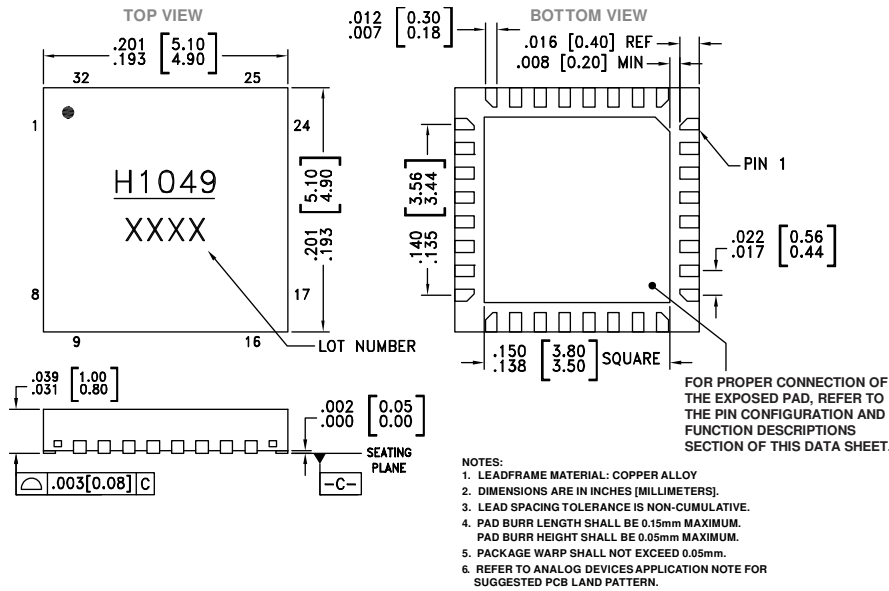 TOP VIEW
.201 [5.10]
.193 [4.90]
32 25
1
24
H1049
XXXX
8
17
9 16
.201 [5.10]
.193 [4.90]
LOT NUMBER
BOTTOM VIEW
.012 [0.30]
.007 [0.18]
.016 [0.40] REF
.008 [0.20] MIN
PIN 1
.140 [3.56]
.135 [3.44]
.022 [0.56]
.017 [0.44]
.150 [3.80]
.138 [3.50]
SQUARE
FOR PROPER CONNECTION OF
THE EXPOSED PAD, REFER TO
THE PIN CONFIGURATION AND
FUNCTION DESCRIPTIONS
SECTION OF THIS DATA SHEET.
.039 [1.00]
.031 [0.80]
.002 [0.05]
.000 [0.00]
SEATING
PLANE
.003[0.08] C
-C-
NOTES:
1. LEADFRAME MATERIAL: COPPER ALLOY
2. DIMENSIONS ARE IN INCHES [MILLIMETERS].
3. LEAD SPACING TOLERANCE IS NON-CUMULATIVE.
4. PAD BURR LENGTH SHALL BE 0.15mm MAXIMUM.
PAD BURR HEIGHT SHALL BE 0.05mm MAXIMUM.
5. PACKAGE WARP SHALL NOT EXCEED 0.05mm.
6. REFER TO ANALOG DEVICES APPLICATION NOTE FOR
SUGGESTED PCB LAND PATTERN.